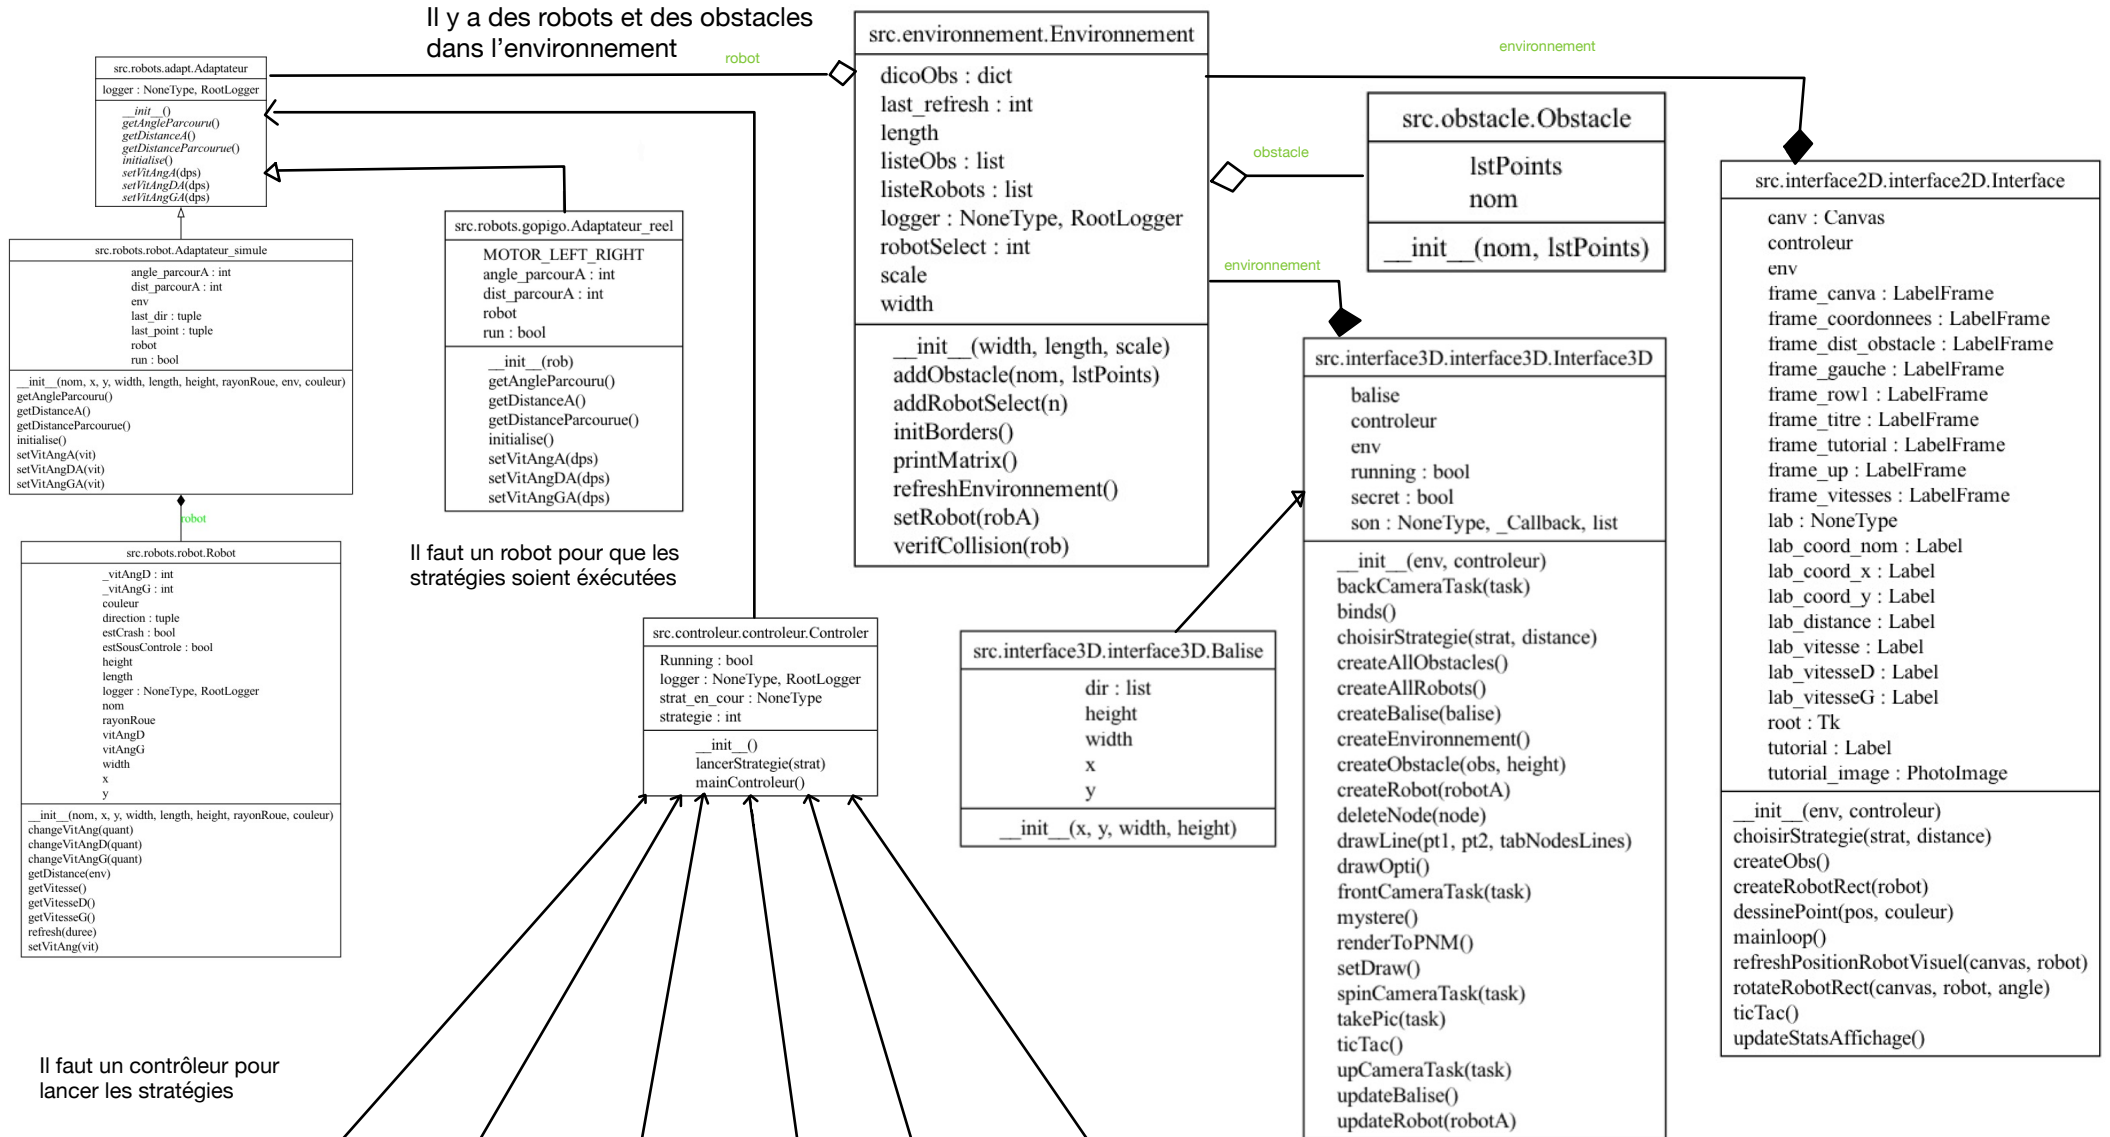 Il y a des robots et des obstacles
dans l'environnement
robot
environnement
src.robots.adapt.Adaptateur
logger : NoneType, RootLogger
__init__()
getAngleParcouru()
getDistanceA()
getDistanceParcourue()
initialise()
setVitAngA(dps)
setVitAngDA(dps)
setVitAngGA(dps)
src.robots.robot.Adaptateur_simule
angle_parcourA : int
dist_parcourA : int
env
last_dir : tuple
last_point : tuple
robot
run : bool
__init__(nom, x, y, width, length, height, rayonRoue, env, couleur)
getAngleParcouru()
getDistanceA()
getDistanceParcourue()
initialise()
setVitAngA(vit)
setVitAngDA(vit)
setVitAngGA(vit)
robot
src.robots.robot.Robot
_vitAngD : int
_vitAngG : int
couleur
direction : tuple
estCrash : bool
estSousControle : bool
height
length
logger : NoneType, RootLogger
nom
rayonRoue
vitAngD
vitAngG
width
x
y
__init__(nom, x, y, width, length, height, rayonRoue, couleur)
changeVitAng(quant)
changeVitAngD(quant)
changeVitAngG(quant)
getDistance(env)
getVitesse()
getVitesseD()
getVitesseG()
refresh(duree)
setVitAng(vit)
src.robots.gopigo.Adaptateur_reel
MOTOR_LEFT_RIGHT
angle_parcourA : int
dist_parcourA : int
robot
run : bool
__init__(rob)
getAngleParcouru()
getDistanceA()
getDistanceParcourue()
initialise()
setVitAngA(dps)
setVitAngDA(dps)
setVitAngGA(dps)
Il faut un robot pour que les
stratégies soient éxécutées
src.controleur.controleur.Controler
Running : bool
logger : NoneType, RootLogger
strat_en_cour : NoneType
strategie : int
__init__()
lancerStrategie(strat)
mainControleur()
Il faut un contrôleur pour
lancer les stratégies
src.environnement.Environnement
dicoObs : dict
last_refresh : int
length
listeObs : list
listeRobots : list
logger : NoneType, RootLogger
robotSelect : int
scale
width
__init__(width, length, scale)
addObstacle(nom, lstPoints)
addRobotSelect(n)
initBorders()
printMatrix()
refreshEnvironnement()
setRobot(robA)
verifCollision(rob)
obstacle
src.obstacle.Obstacle
lstPoints
nom
__init__(nom, lstPoints)
environnement
src.interface3D.interface3D.Balise
dir : list
height
width
x
y
__init__(x, y, width, height)
src.interface3D.interface3D.Interface3D
balise
controleur
env
running : bool
secret : bool
son : NoneType, _Callback, list
__init__(env, controleur)
backCameraTask(task)
binds()
choisirStrategie(strat, distance)
createAllObstacles()
createAllRobots()
createBalise(balise)
createEnvironnement()
createObstacle(obs, height)
createRobot(robotA)
deleteNode(node)
drawLine(pt1, pt2, tabNodesLines)
drawOpti()
frontCameraTask(task)
mystere()
renderToPNM()
setDraw()
spinCameraTask(task)
takePic(task)
ticTac()
upCameraTask(task)
updateBalise()
updateRobot(robotA)
src.interface2D.interface2D.Interface
canv : Canvas
controleur
env
frame_canva : LabelFrame
frame_coordonnees : LabelFrame
frame_dist_obstacle : LabelFrame
frame_gauche : LabelFrame
frame_row1 : LabelFrame
frame_titre : LabelFrame
frame_tutorial : LabelFrame
frame_up : LabelFrame
frame_vitesses : LabelFrame
lab : NoneType
lab_coord_nom : Label
lab_coord_x : Label
lab_coord_y : Label
lab_distance : Label
lab_vitesse : Label
lab_vitesseD : Label
lab_vitesseG : Label
root : Tk
tutorial : Label
tutorial_image : PhotoImage
__init__(env, controleur)
choisirStrategie(strat, distance)
createObs()
createRobotRect(robot)
dessinePoint(pos, couleur)
mainloop()
refreshPositionRobotVisuel(canvas, robot)
rotateRobotRect(canvas, robot, angle)
ticTac()
updateStatsAffichage()